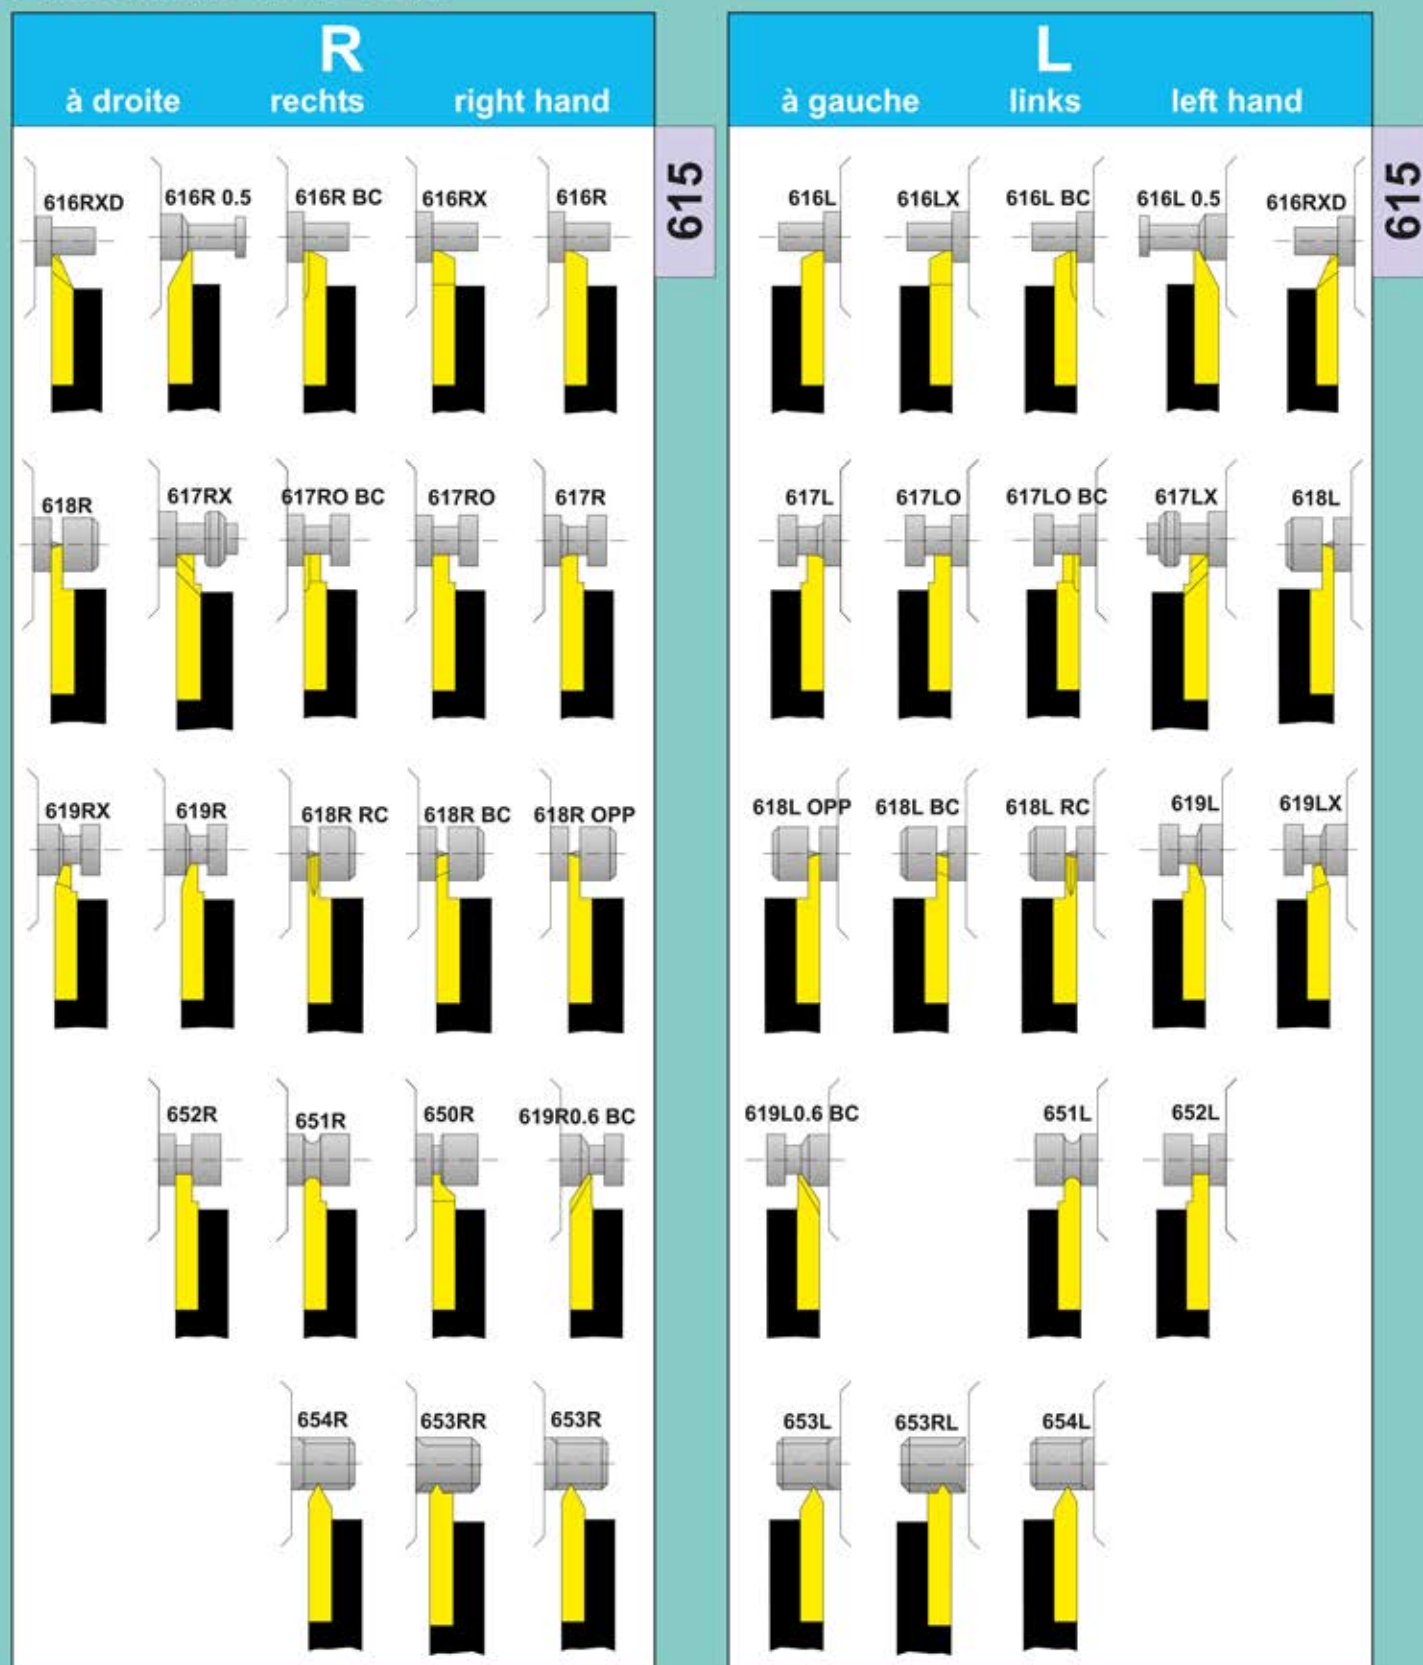 R
à droite rechts right hand
615
616RXD 616R 0.5 616R BC 616RX 616R
618R 617RX 617RO BC 617RO 617R
619RX 619R 618R RC 618R BC 618R OPP
652R 651R 650R 619R0.6 BC
654R 653RR 653R
L
à gauche links left hand
615
616L 616LX 616L BC 616L 0.5 616RXD
617L 617LO 617LO BC 617LX 618L
618L OPP 618L BC 618L RC 619L 619LX
619L0.6 BC 651L 652L
653L 653RL 654L